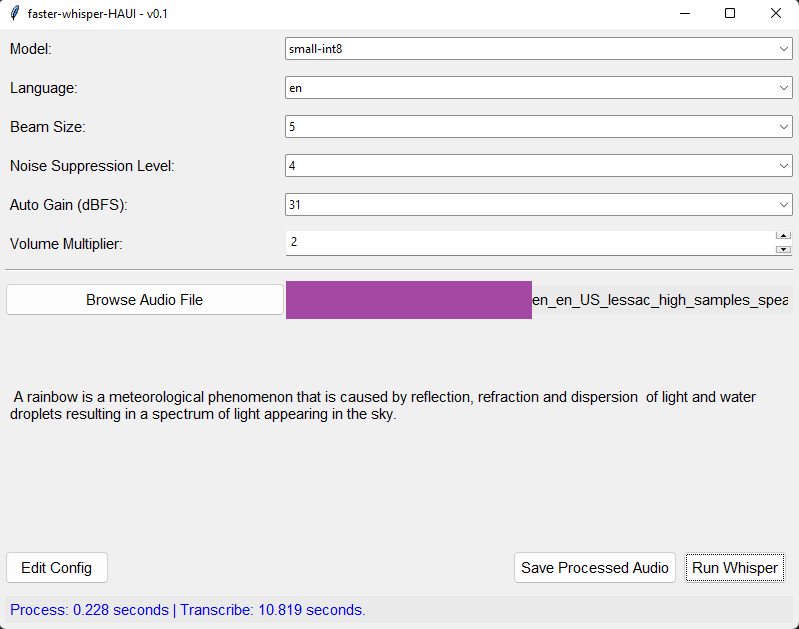 faster-whisper-HAUI - v0.1
Model: small-int8
Language: en
Beam Size: 5
Noise Suppression Level: 4
Auto Gain (dBFS): 31
Volume Multiplier: 2
Browse Audio File en_en_US_lessac_high_samples_spea
A rainbow is a meteorological phenomenon that is caused by reflection, refraction and dispersion  of light and water
droplets resulting in a spectrum of light appearing in the sky.
Edit Config Save Processed Audio Run Whisper
Process: 0.228 seconds | Transcribe: 10.819 seconds.